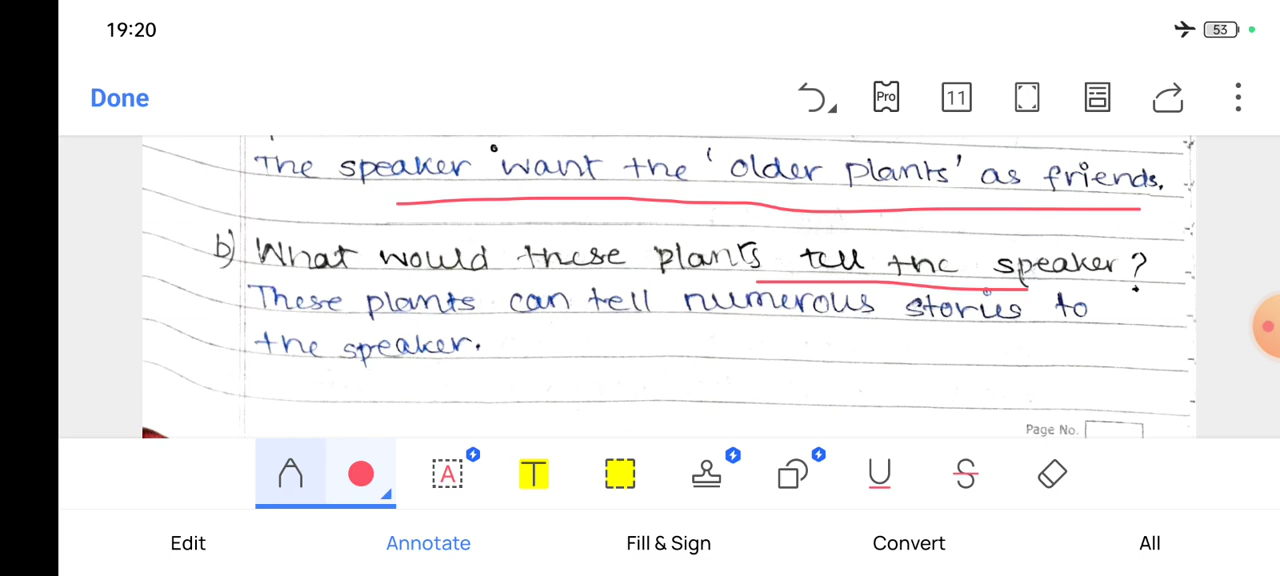 19:20
53
Done
Pro
11
The speaker want the 'older plants' as friends.
b) What would these plants tell the speaker?
These plants can tell numerous stories to
the speaker.
Page No.
A
T
U
S
Edit
Annotate
Fill & Sign
Convert
All